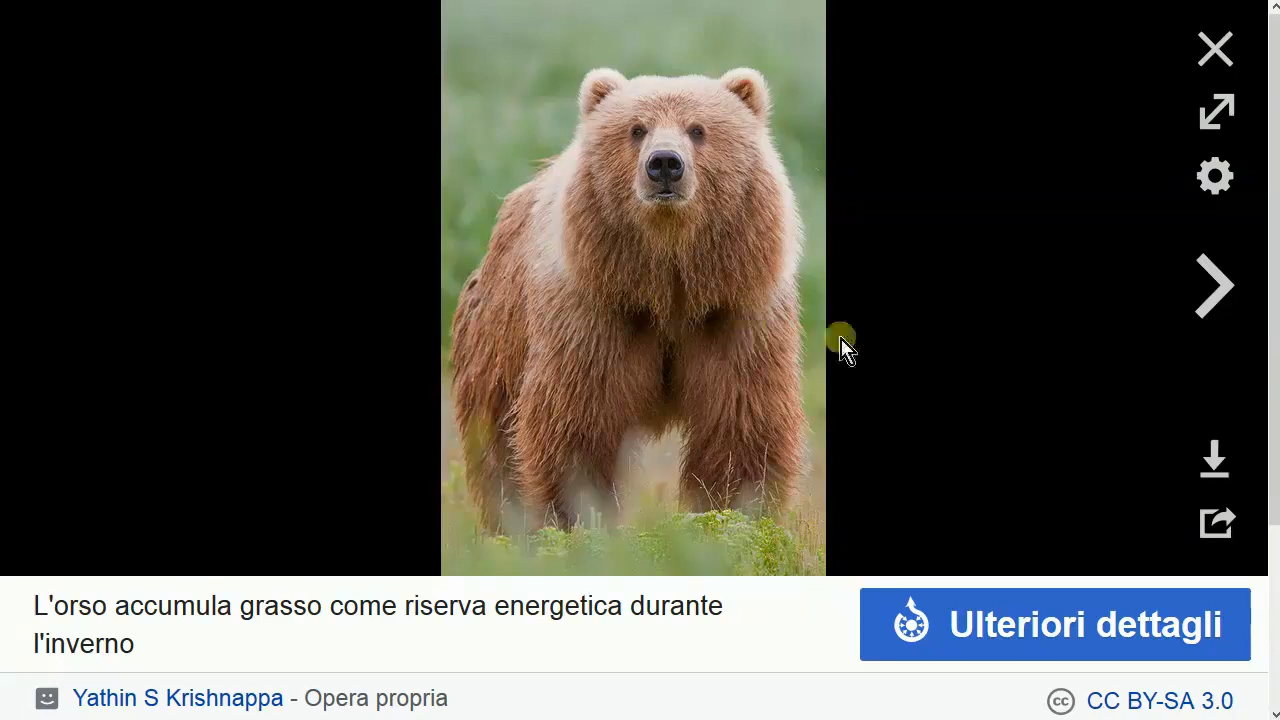 L'orso accumula grasso come riserva energetica durante
l'inverno
Ulteriori dettagli
Yathin S Krishnappa - Opera propria
cc CC BY-SA 3.0